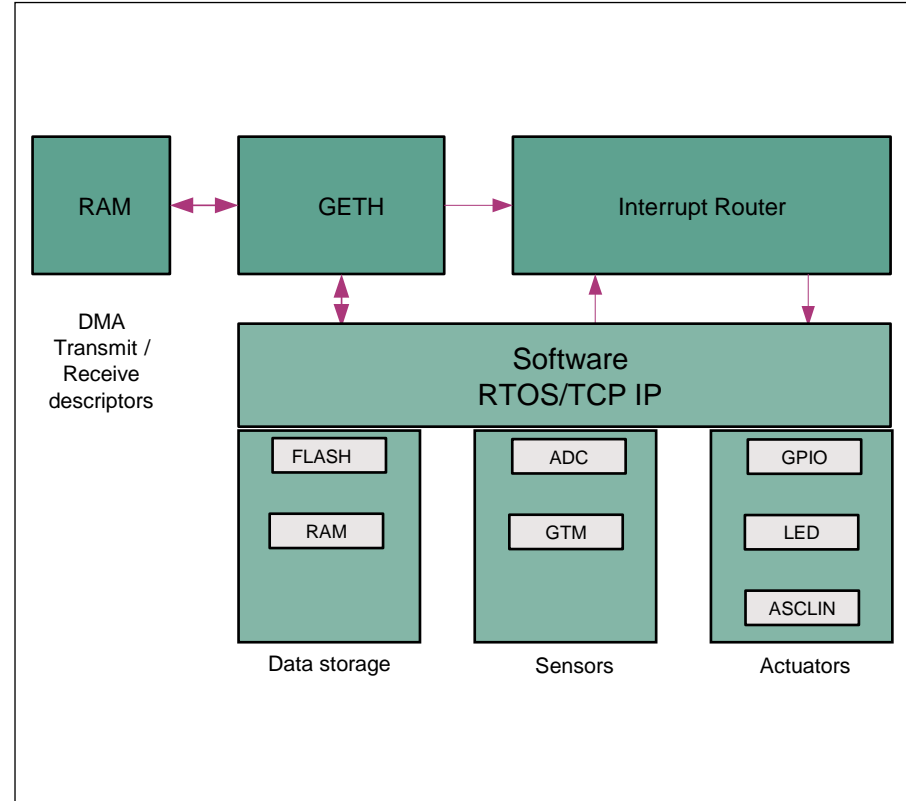 RAM
GETH
Interrupt Router
DMA
Transmit /
Receive
descriptors
Software
RTOS/TCP IP
FLASH
RAM
Data storage
ADC
GTM
Sensors
GPIO
LED
ASCLIN
Actuators